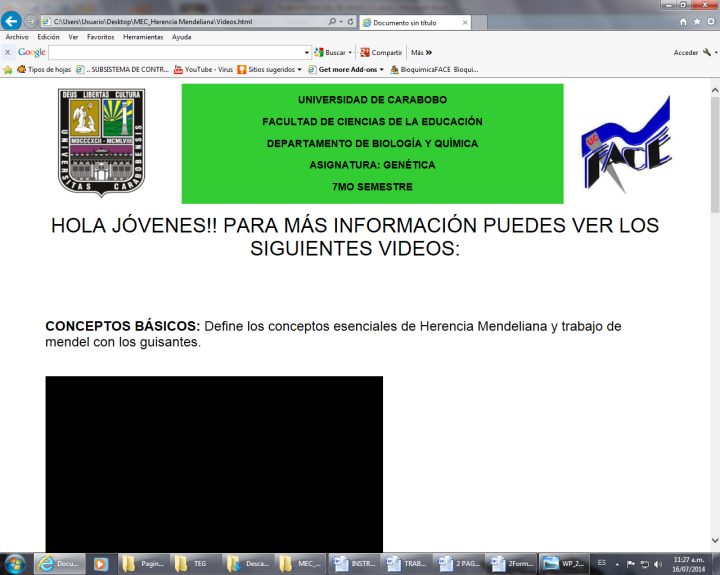 C:\Users\Usuario\Desktop\MEC_Herencia Mendeliana\Videos.html
Documento sin título
Archivo Edición Ver Favoritos Herramientas Ayuda
Google
Buscar
Compartir
Más »
Acceder
Tipos de hojas
.. SUBSISTEMA DE CONTR...
YouTube - Virus
Sitios sugeridos
Get more Add-ons
BioquimicaFACE Bioqui...
DEUS LIBERTAS CULTURA
MDCCCXCII - MCMLVIII
UNIVERSITAS CARABOBENSIS
UNIVERSIDAD DE CARABOBO
FACULTAD DE CIENCIAS DE LA EDUCACIÓN
DEPARTAMENTO DE BIOLOGÍA Y QUÍMICA
ASIGNATURA: GENÉTICA
7MO SEMESTRE
UC
FACE
HOLA JÓVENES!! PARA MÁS INFORMACIÓN PUEDES VER LOS
SIGUIENTES VIDEOS:
CONCEPTOS BÁSICOS: Define los conceptos esenciales de Herencia Mendeliana y trabajo de
mendel con los guisantes.
Docu...
Pagin...
TEG
Desca...
MEC_...
INSTR...
TRAB...
2 PAG...
2Form...
WP_2...
ES
11:27 a.m.
16/07/2014